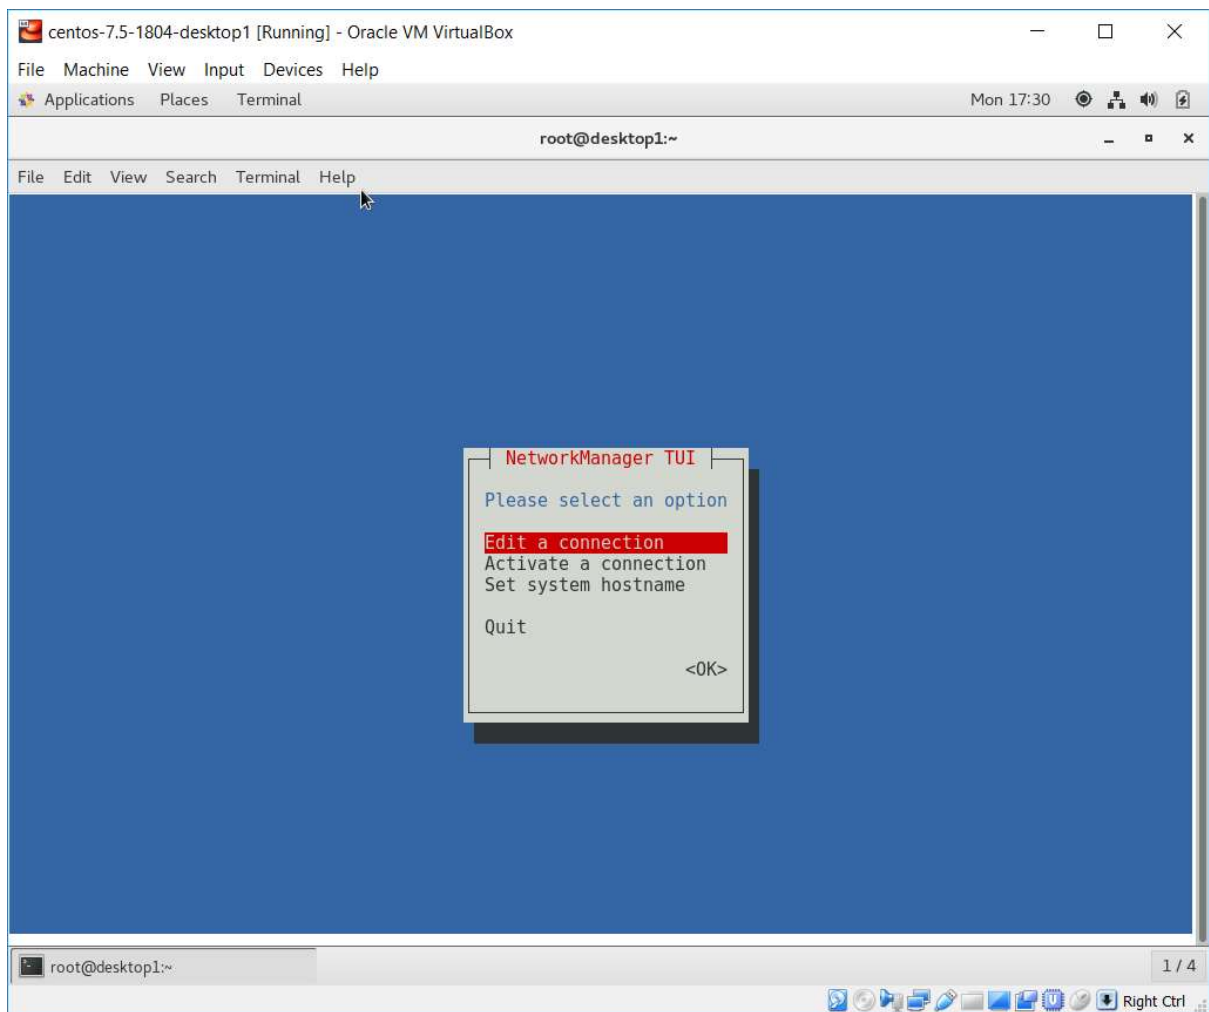 centos-7.5-1804-desktop1 [Running] - Oracle VM VirtualBox
File Machine View Input Devices Help
Applications Places Terminal Mon 17:30
root@desktop1:~
File Edit View Search Terminal Help
NetworkManager TUI
Please select an option
Edit a connection
Activate a connection
Set system hostname
Quit
<OK>
root@desktop1:~ 1 / 4
Right Ctrl